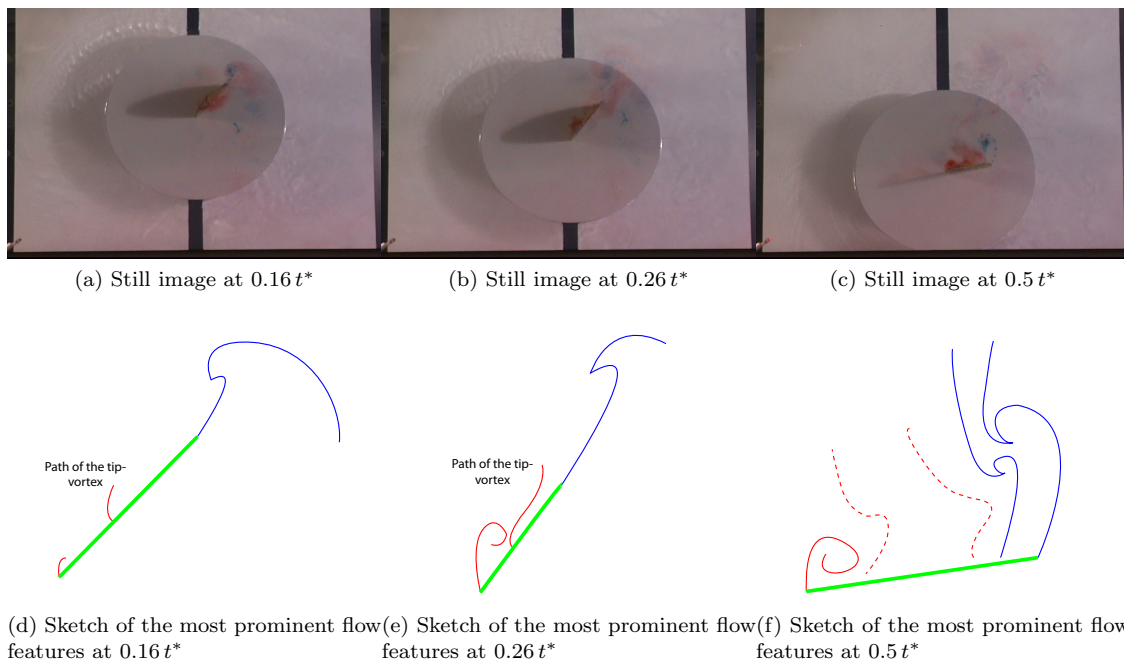 (a) Still image at 0.16 t*
(b) Still image at 0.26 t*
(c) Still image at 0.5 t*
Path of the tip-
vortex
Path of the tip-
vortex
(d) Sketch of the most prominent flow
features at 0.16 t*
(e) Sketch of the most prominent flow
features at 0.26 t*
(f) Sketch of the most prominent flow
features at 0.5 t*